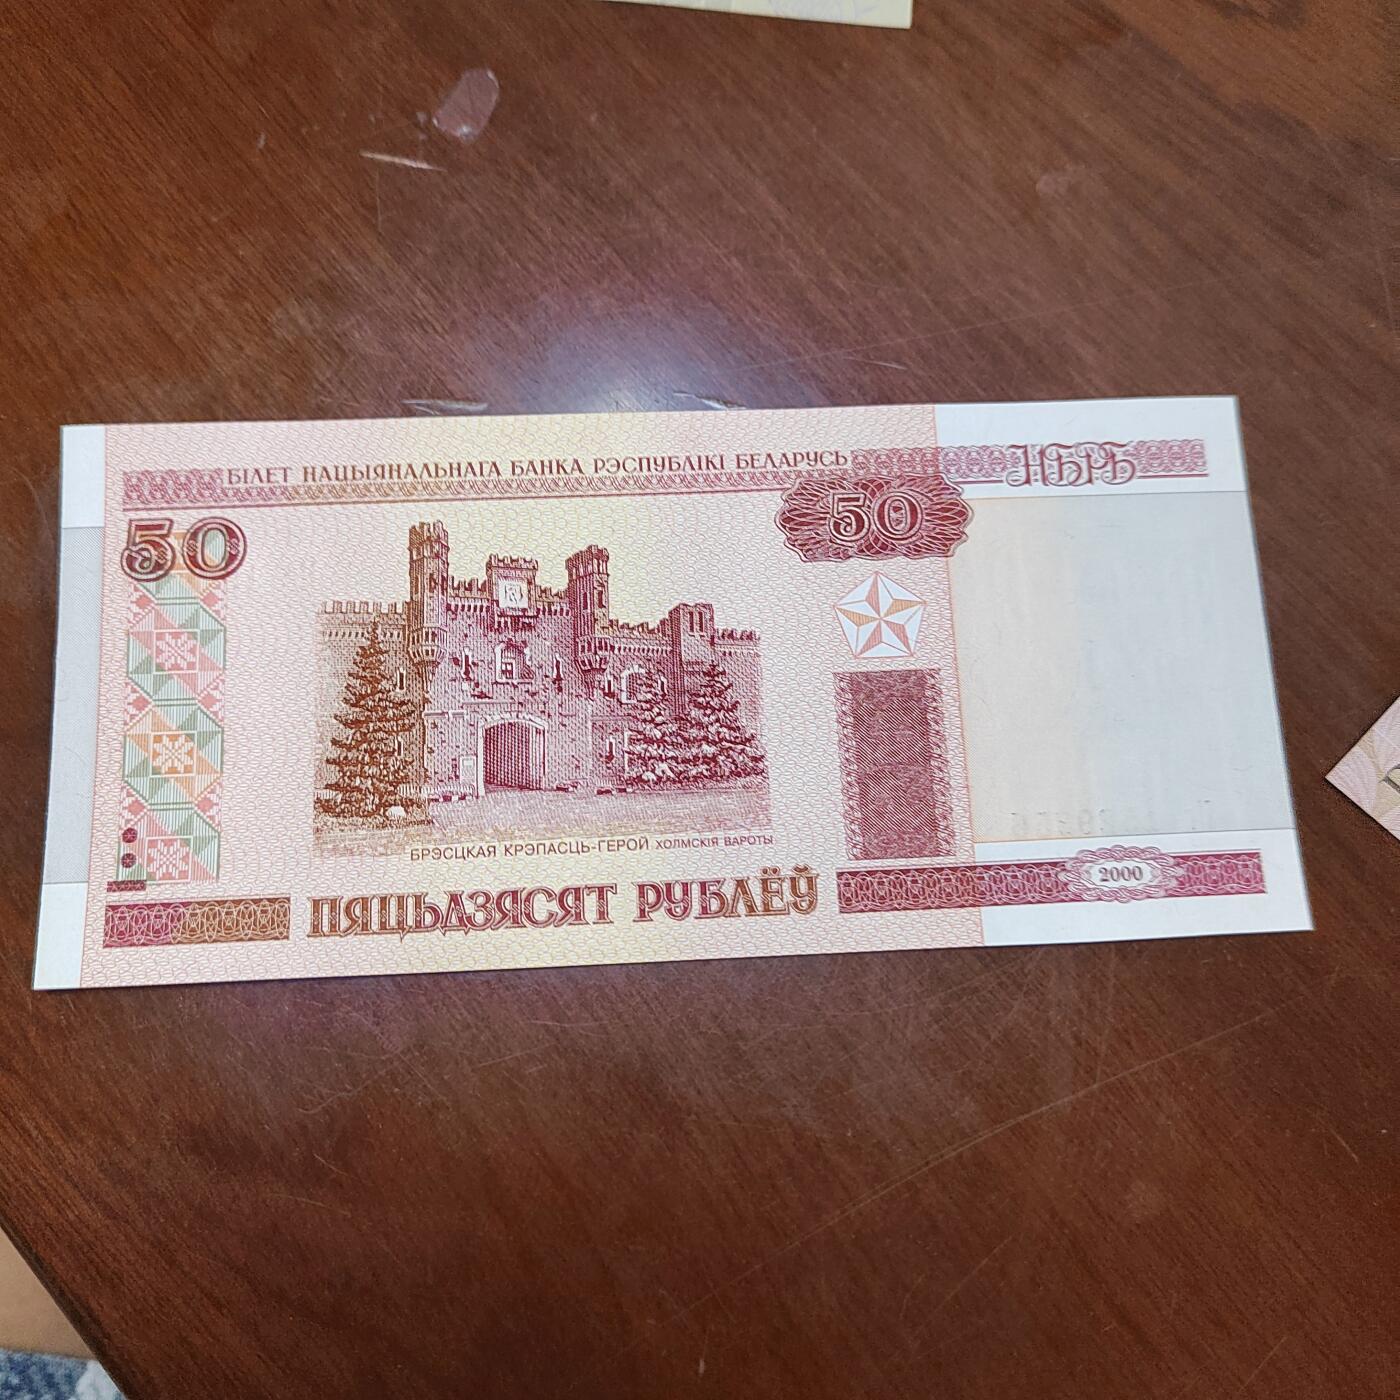 БІЛЕТ НАЦЫЯНАЛЬНАГА БАНКА РЭСПУБЛІКІ БЕЛАРУСЬ
НБРБ
50
50
БРЭСЦКАЯ КРЭПАСЦЬ-ГЕРОЙ ХОЛМСКІЯ ВАРОТЫ
ПЯЦЬДЗЯСЯТ РУБЛЁЎ
2000